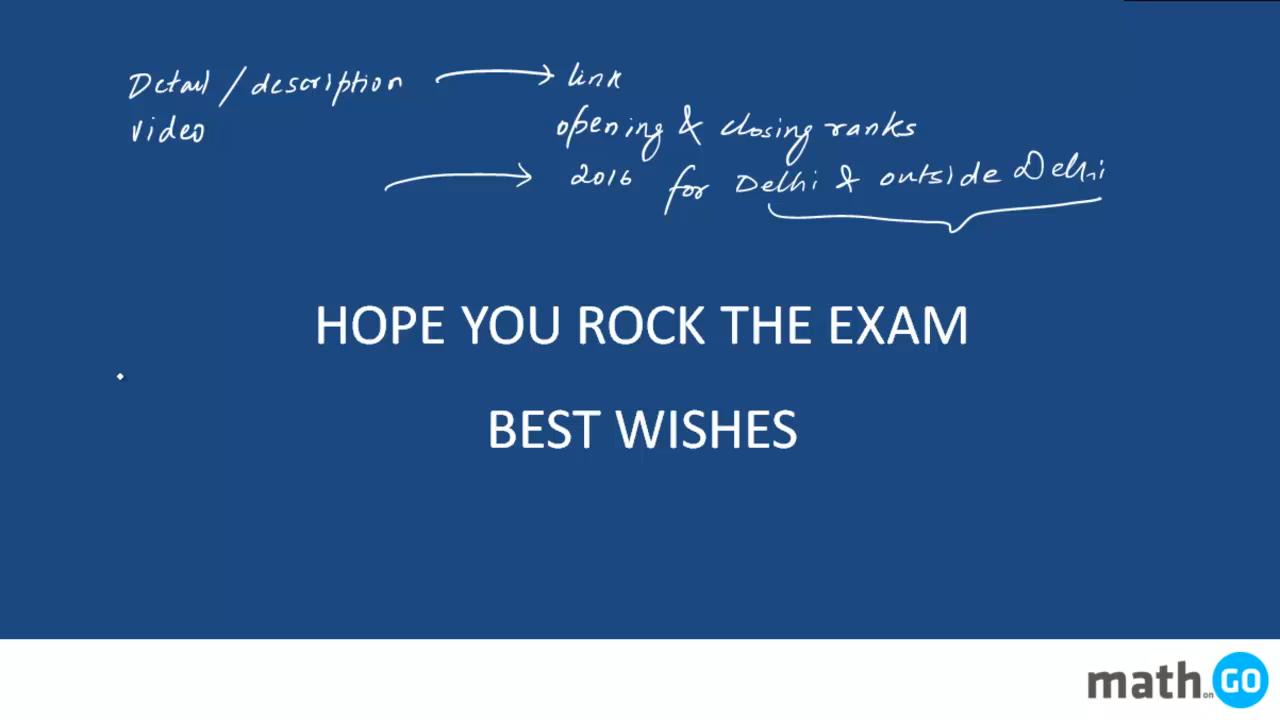 Detail / description → link
video opening & closing ranks
→ 2016 for Delhi & outside Delhi
HOPE YOU ROCK THE EXAM
BEST WISHES
math on GO